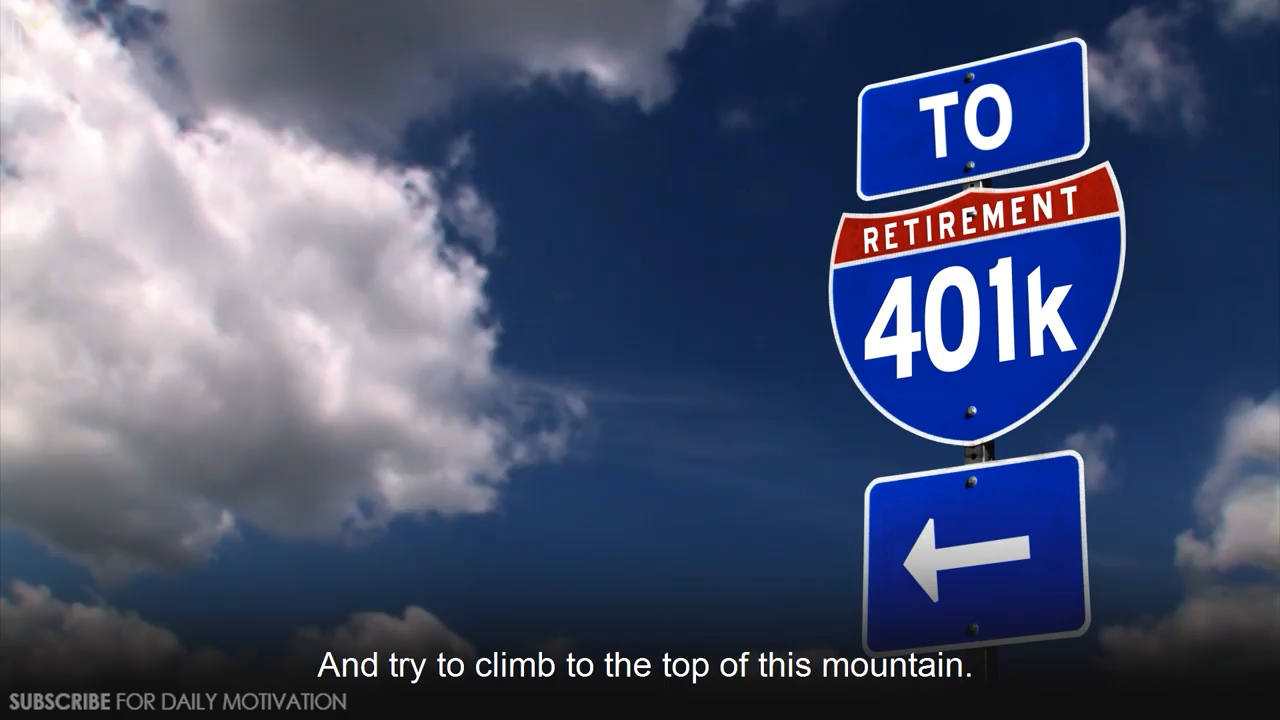 TO
RETIREMENT
401k
And try to climb to the top of this mountain.
SUBSCRIBE FOR DAILY MOTIVATION